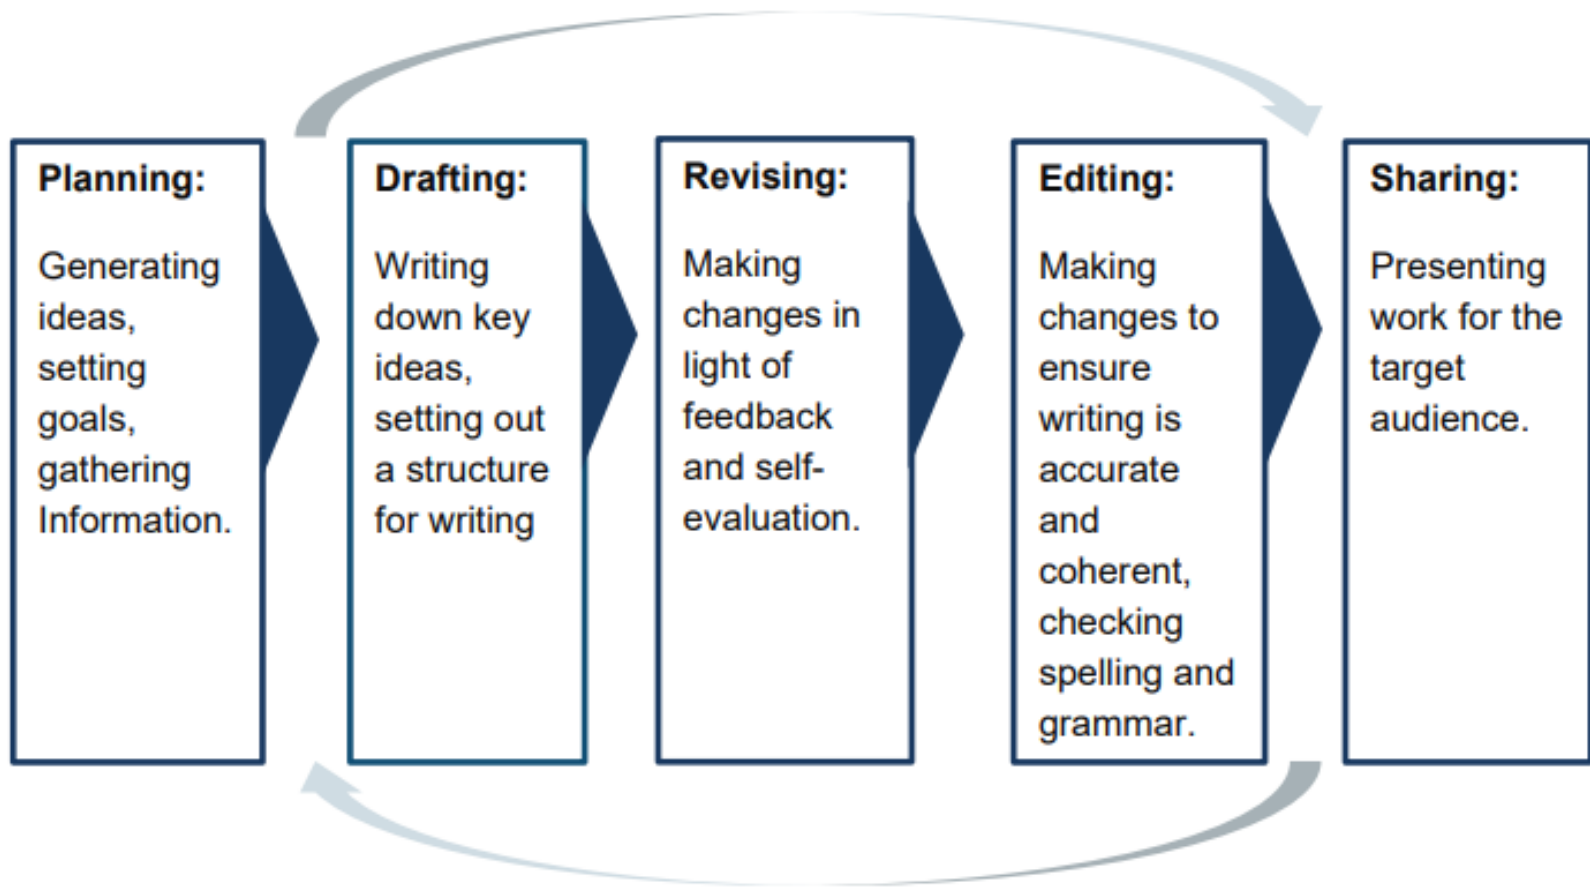 Planning:
Generating
ideas,
setting
goals,
gathering
Information.
Drafting:
Writing
down key
ideas,
setting out
a structure
for writing
Revising:
Making
changes in
light of
feedback
and self-
evaluation.
Editing:
Making
changes to
ensure
writing is
accurate
and
coherent,
checking
spelling and
grammar.
Sharing:
Presenting
work for the
target
audience.